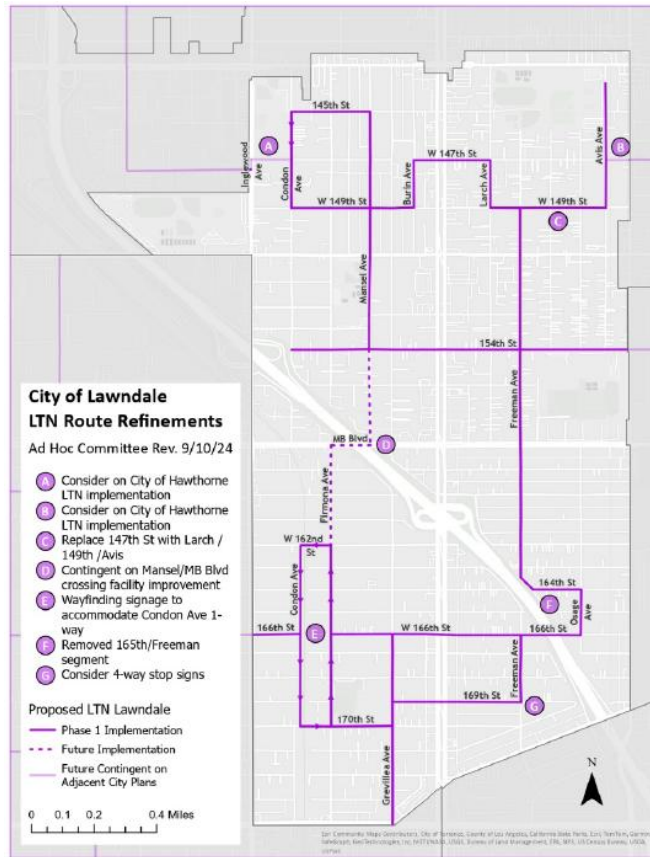 145th St
A
B
Inglewood
Ave
Condon
Ave
W 147th St
Burin Ave
Larch Ave
Avis Ave
W 149th St
W 149th St
C
Mansel Ave
154th St
Freeman Ave
City of Lawndale
LTN Route Refinements
Ad Hoc Committee Rev. 9/10/24
A Consider on City of Hawthorne
LTN implementation
B Consider on City of Hawthorne
LTN implementation
C Replace 147th St with Larch /
149th /Avis
D Contingent on Mansel/MB Blvd
crossing facility improvement
E Wayfinding signage to
accommodate Condon Ave 1-
way
F Removed 165th/Freeman
segment
G Consider 4-way stop signs
Proposed LTN Lawndale
Phase 1 Implementation
Future Implementation
Future Contingent on
Adjacent City Plans
0 0.1 0.2 0.4 Miles
MB Blvd
D
Firmona Ave
W 162nd
St
Condon Ave
164th St
F
Osage
Ave
166th St
E
W 166th St
166th St
Freeman Ave
169th St
G
170th St
Grevillea Ave
N